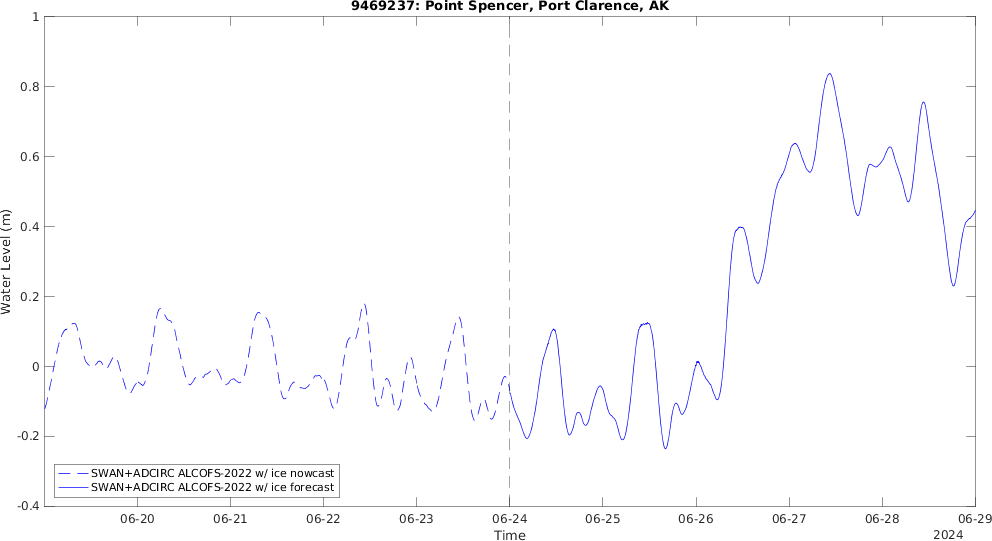 9469237: Point Spencer, Port Clarence, AK
1
0.8
0.6
0.4
0.2
0
-0.2
-0.4
Water Level (m)
SWAN+ADCIRC ALCOFS-2022 w/ ice nowcast
SWAN+ADCIRC ALCOFS-2022 w/ ice forecast
06-20 06-21 06-22 06-23 06-24 06-25 06-26 06-27 06-28 06-29
Time
2024